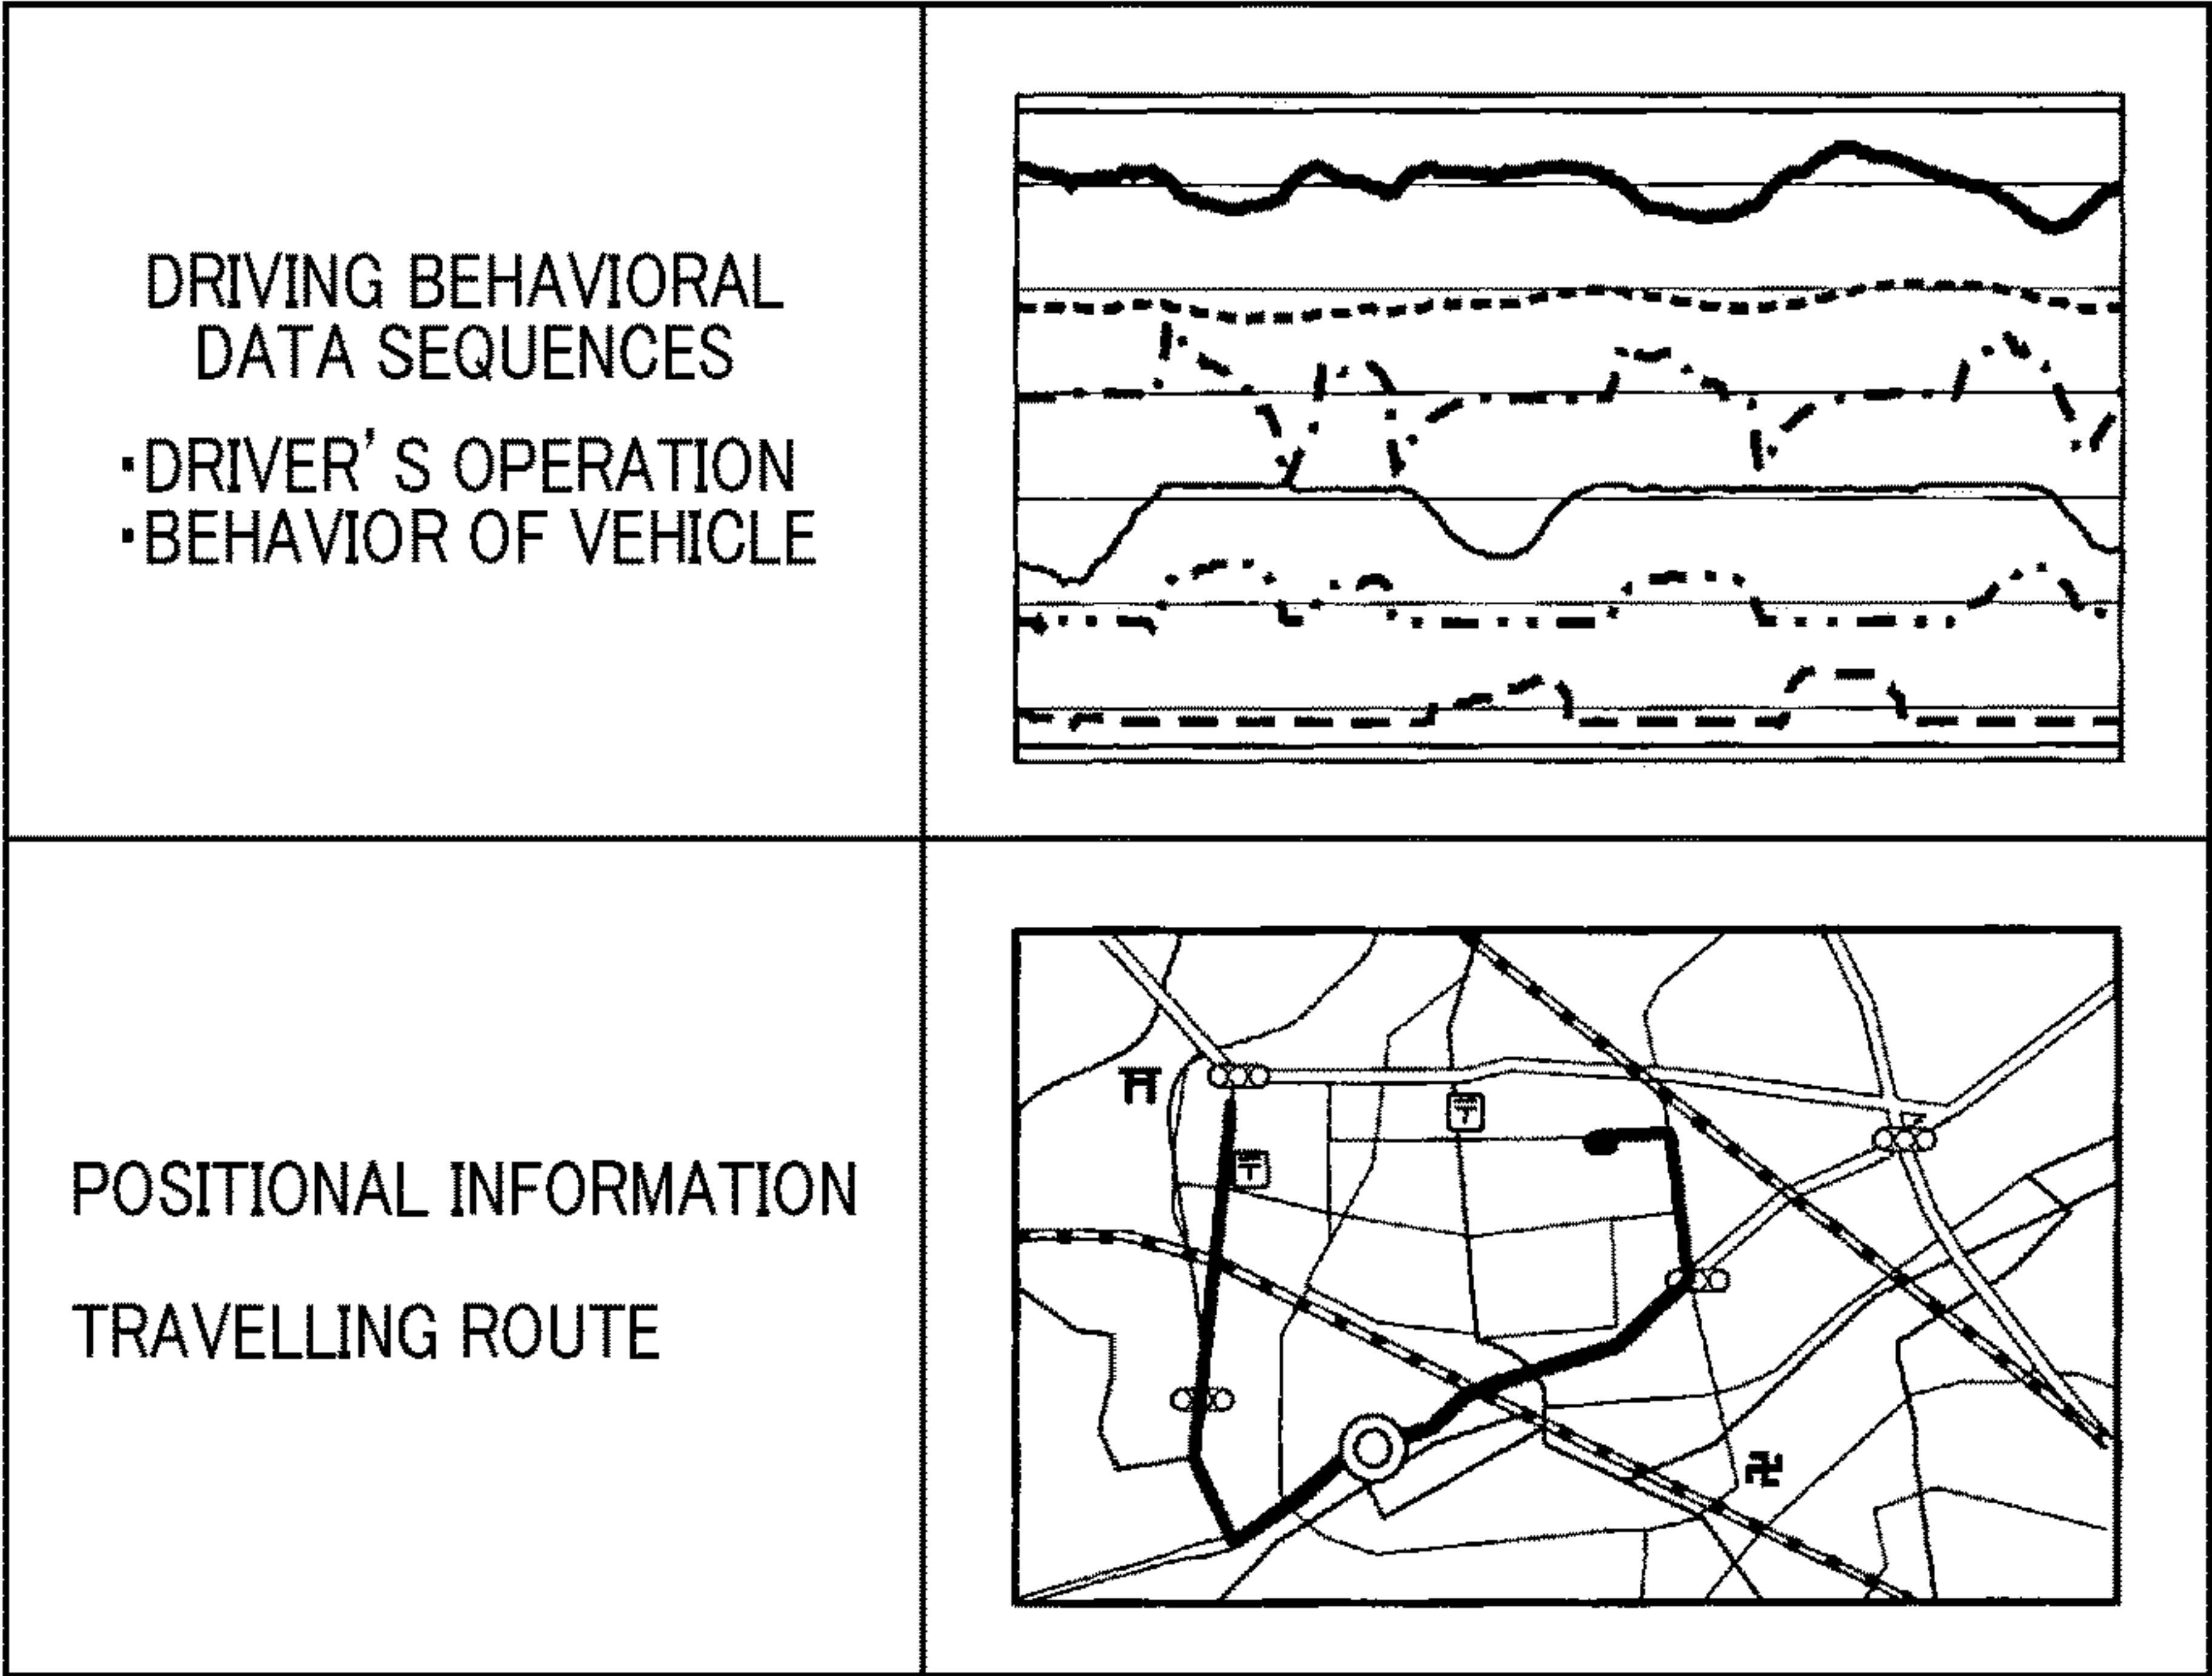 DRIVING BEHAVIORAL
DATA SEQUENCES
・DRIVER'S OPERATION
・BEHAVIOR OF VEHICLE
POSITIONAL INFORMATION
TRAVELLING ROUTE